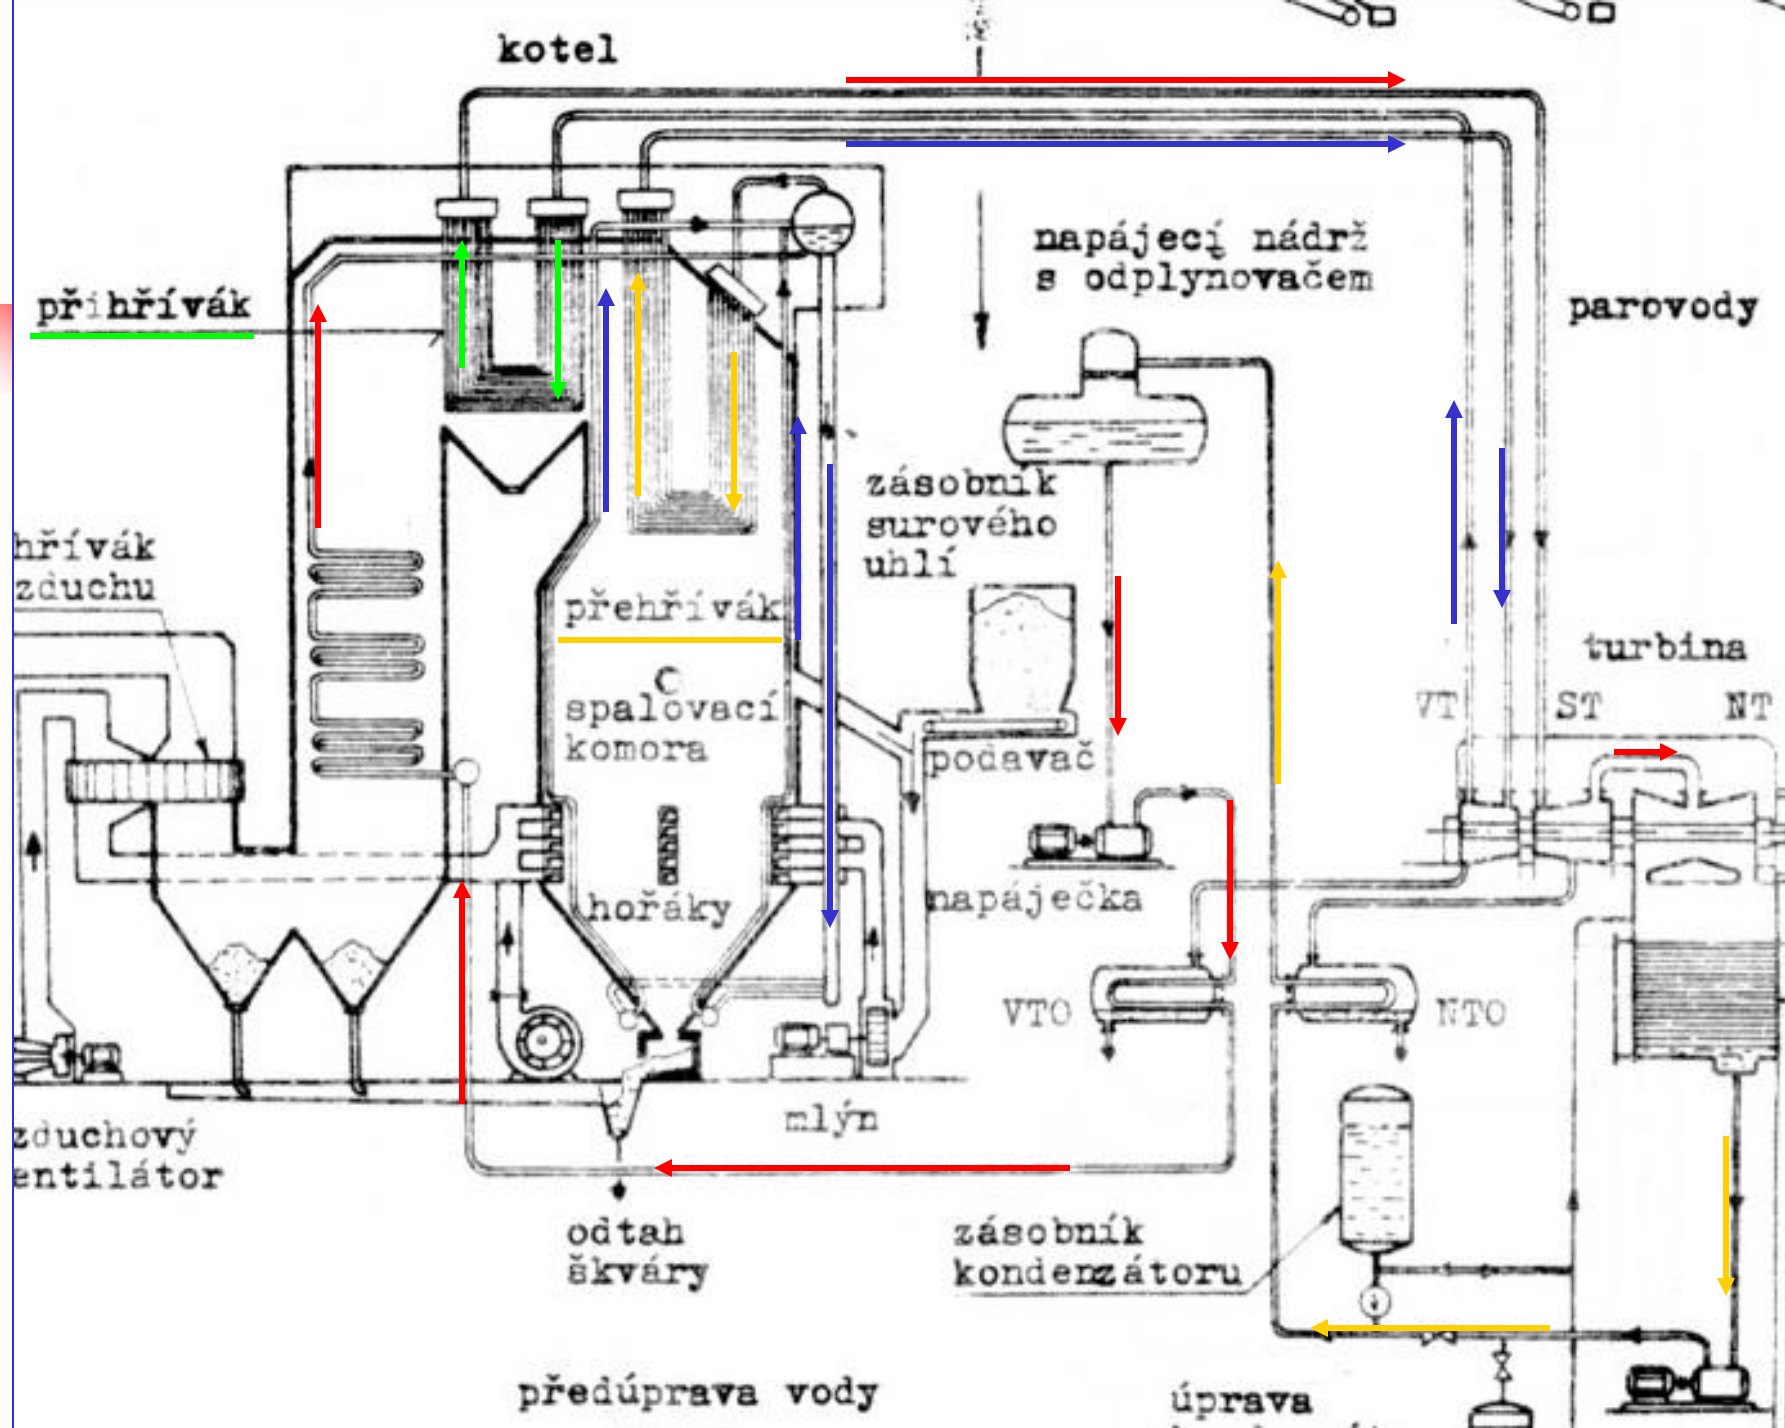 kotel
napájecí nádrž
s odplynovačem
přihřívák
parovody
zásobník
surového
uhlí
hřívák
zduchu
přehřívák
turbina
VT ST NT
spalovací
komora
podavač
hořáky
napáječka
VTO
NTO
mlýn
zduchový
entilátor
odtah
škváry
zásobník
kondenzátoru
předúprava vody
úprava